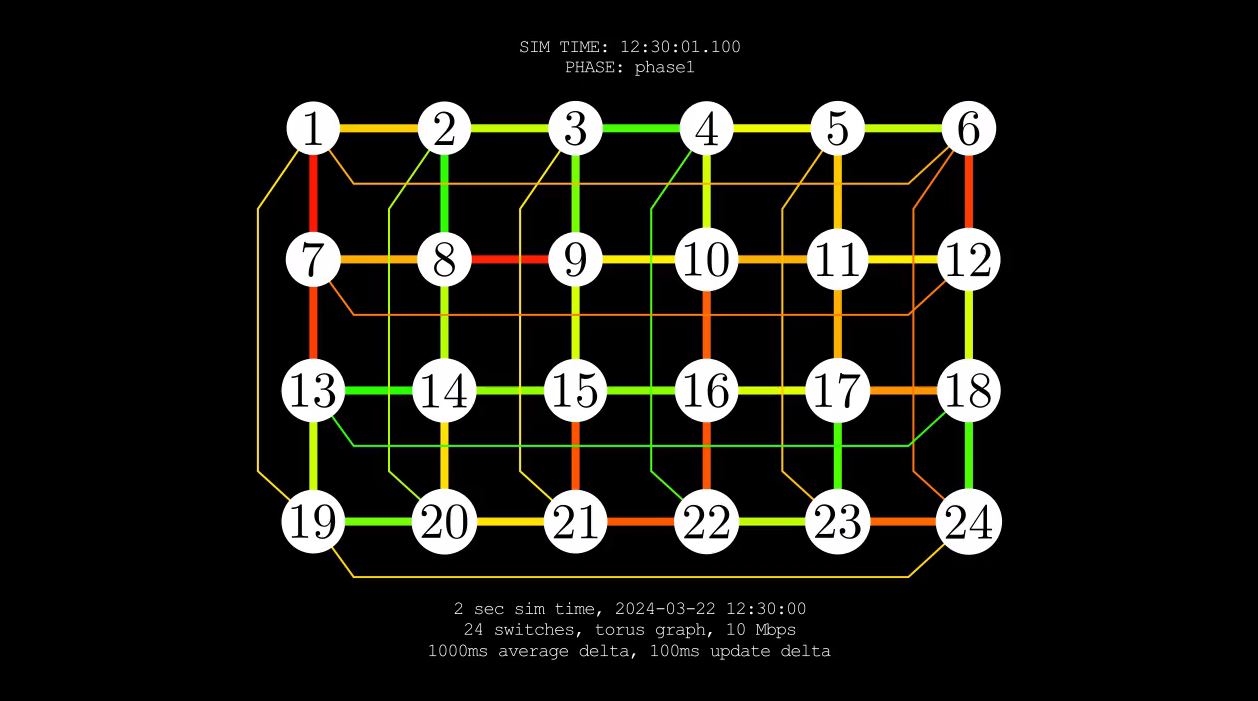 SIM TIME: 12:30:01.100
PHASE: phase1
1 2 3 4 5 6
7 8 9 10 11 12
13 14 15 16 17 18
19 20 21 22 23 24
2 sec sim time, 2024-03-22 12:30:00
24 switches, torus graph, 10 Mbps
1000ms average delta, 100ms update delta